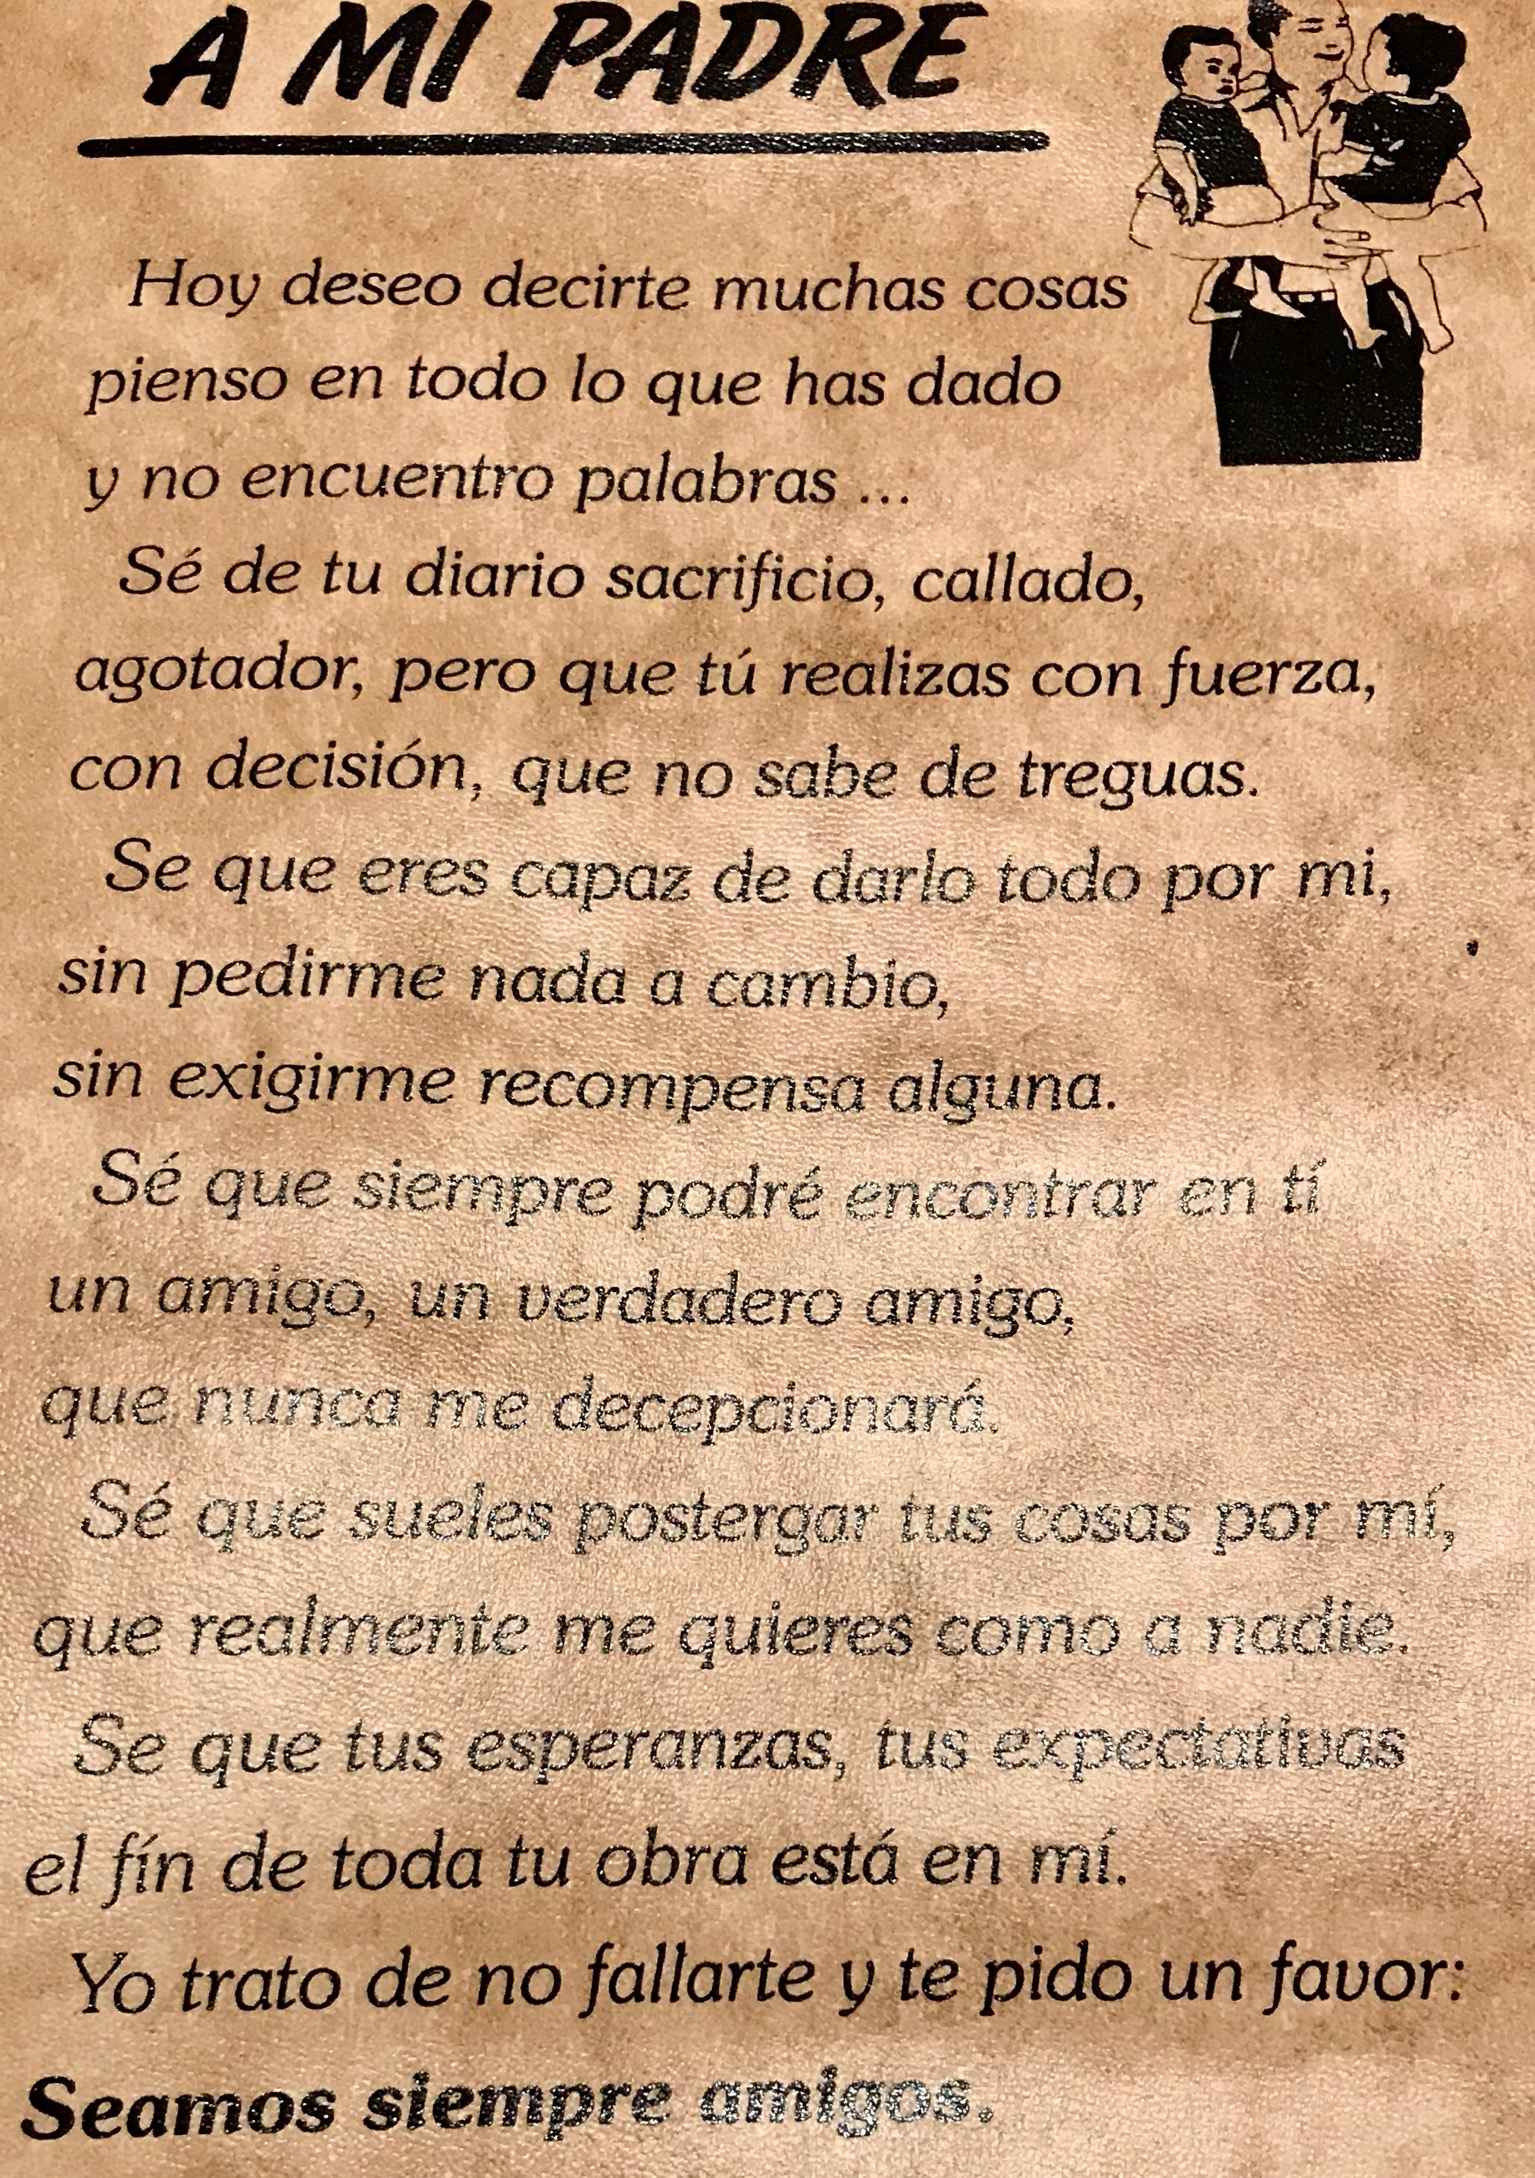 A MI PADRE
Hoy deseo decirte muchas cosas
pienso en todo lo que has dado
y no encuentro palabras ...
Sé de tu diario sacrificio, callado,
agotador, pero que tú realizas con fuerza,
con decisión, que no sabe de treguas.
Se que eres capaz de darlo todo por mi,
sin pedirme nada a cambio,
sin exigirme recompensa alguna.
Sé que siempre podré encontrar en tí
un amigo, un verdadero amigo,
que nunca me decepcionará.
Sé que sueles postergar tus cosas por mí,
que realmente me quieres como a nadie.
Se que tus esperanzas, tus expectativas
el fín de toda tu obra está en mí.
Yo trato de no fallarte y te pido un favor:
Seamos siempre amigos.